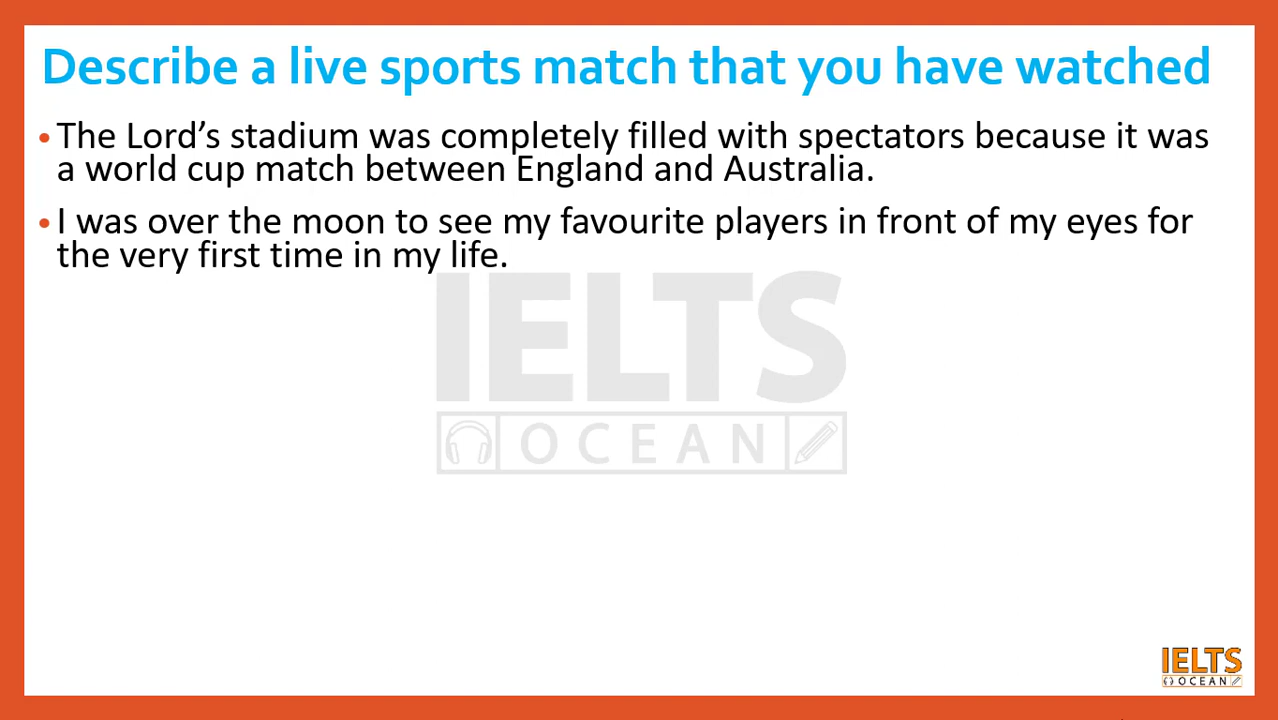 Describe a live sports match that you have watched
• The Lord’s stadium was completely filled with spectators because it was
a world cup match between England and Australia.
• I was over the moon to see my favourite players in front of my eyes for
the very first time in my life.
IELTS
OCEAN
IELTS
OCEAN